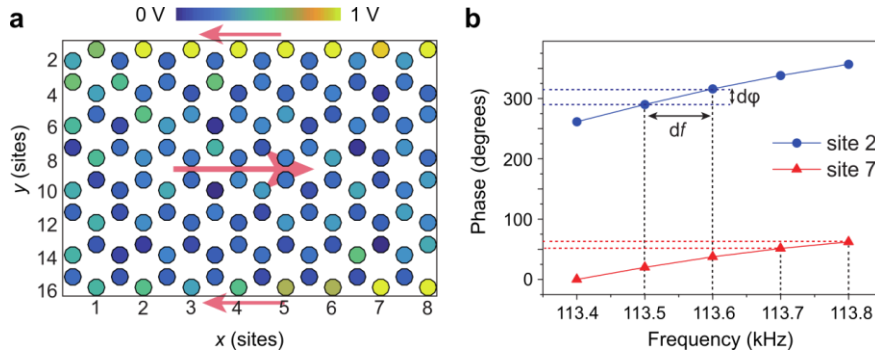 a
0 V
1 V
2
4
6
8
10
12
14
16
y (sites)
1 2 3 4 5 6 7 8
x (sites)
b
Phase (degrees)
300
200
100
0
dφ
df
site 2
site 7
113.4 113.5 113.6 113.7 113.8
Frequency (kHz)